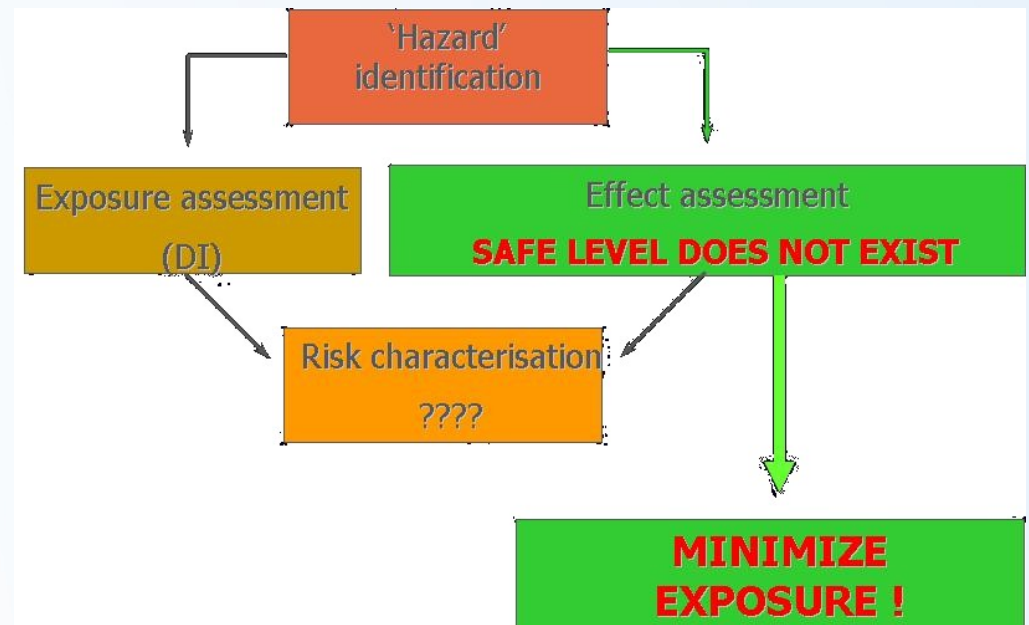 ‘Hazard’
identification
Exposure assessment
(DI)
Effect assessment
SAFE LEVEL DOES NOT EXIST
Risk characterisation
????
MINIMIZE
EXPOSURE !